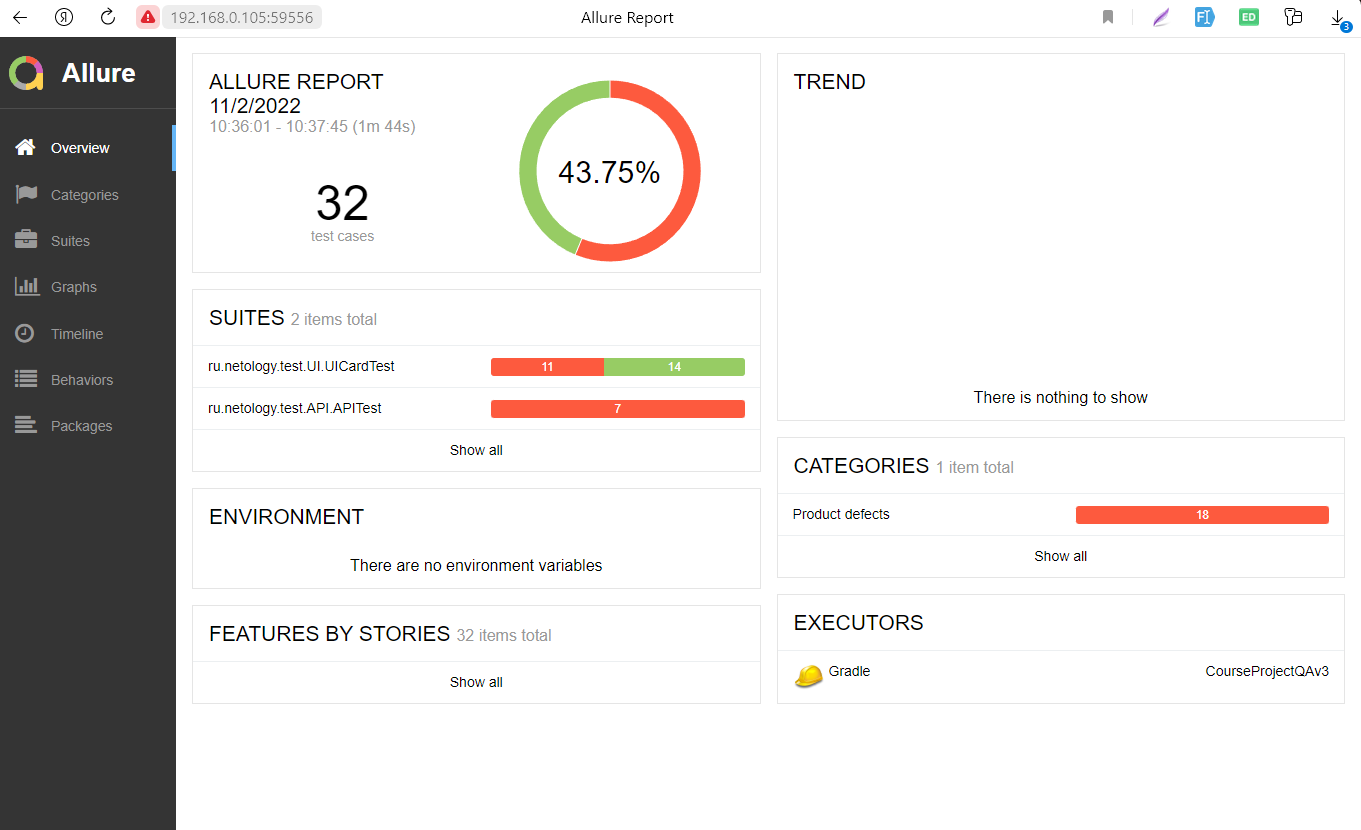 192.168.0.105:59556
Allure Report
FI
ED
3
Allure
Overview
Categories
Suites
Graphs
Timeline
Behaviors
Packages
ALLURE REPORT
11/2/2022
10:36:01 - 10:37:45 (1m 44s)
32
test cases
43.75%
SUITES 2 items total
ru.netology.test.UI.UICardTest 11 14
ru.netology.test.API.APITest 7
Show all
ENVIRONMENT
There are no environment variables
FEATURES BY STORIES 32 items total
Show all
TREND
There is nothing to show
CATEGORIES 1 item total
Product defects 18
Show all
EXECUTORS
Gradle CourseProjectQAv3